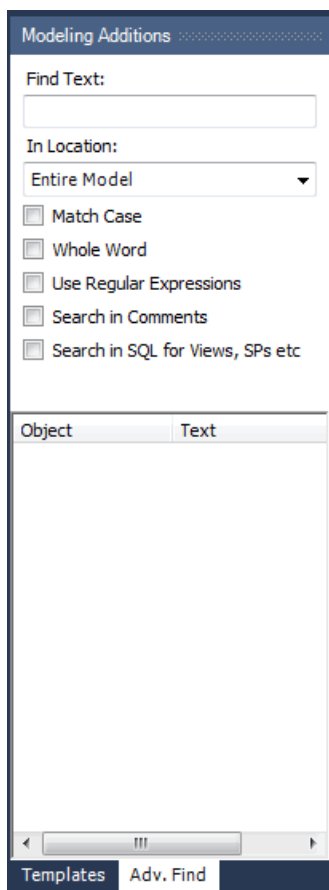 Modeling Additions
Find Text:
In Location:
Entire Model
Match Case
Whole Word
Use Regular Expressions
Search in Comments
Search in SQL for Views, SPs etc
Object Text
Templates Adv. Find